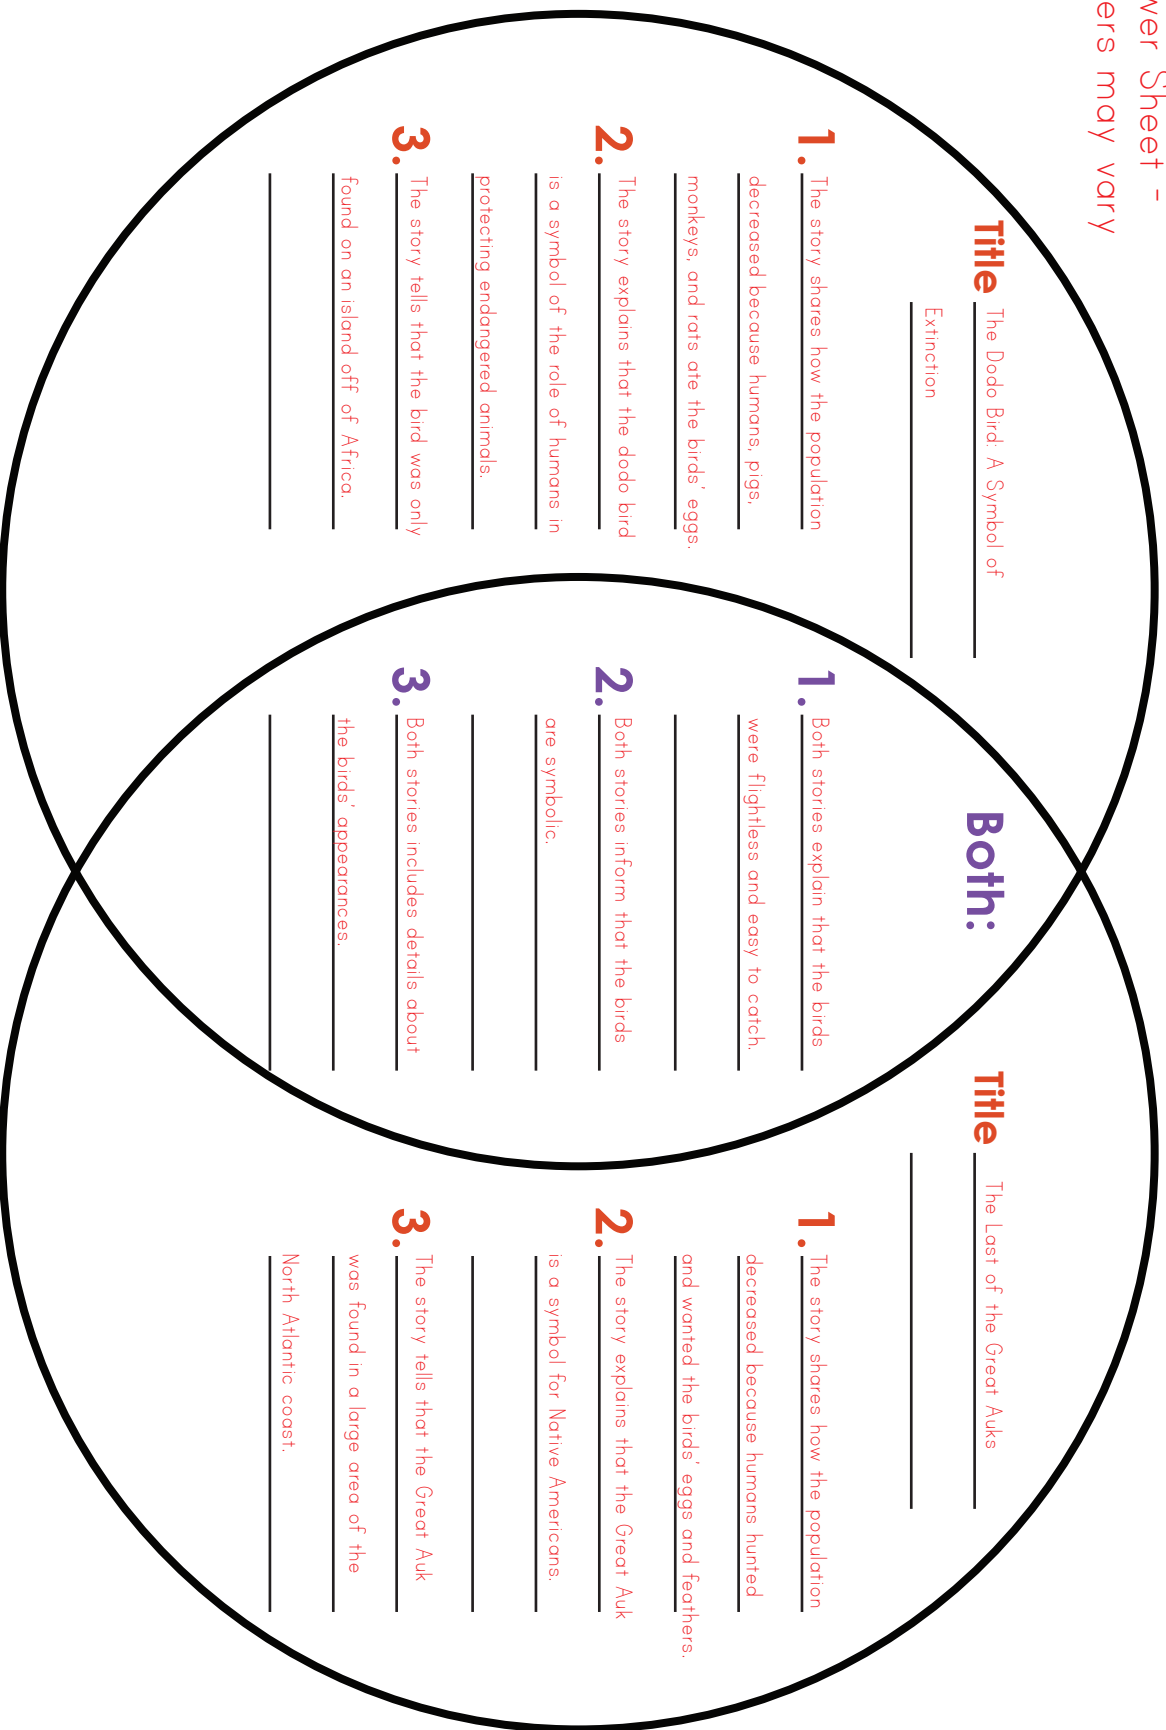 wer Sheet -
ers may vary
Title The Dodo Bird: A Symbol of
Extinction
1. The story shares how the population
decreased because humans, pigs,
monkeys, and rats ate the birds' eggs.
2. The story explains that the dodo bird
is a symbol of the role of humans in
protecting endangered animals.
3. The story tells that the bird was only
found on an island off of Africa.
Both:
1. Both stories explain that the birds
were flightless and easy to catch.
2. Both stories inform that the birds
are symbolic.
3. Both stories includes details about
the birds' appearances.
Title The Last of the Great Auks
1. The story shares how the population
decreased because humans hunted
and wanted the birds' eggs and feathers.
2. The story explains that the Great Auk
is a symbol for Native Americans.
3. The story tells that the Great Auk
was found in a large area of the
North Atlantic coast.